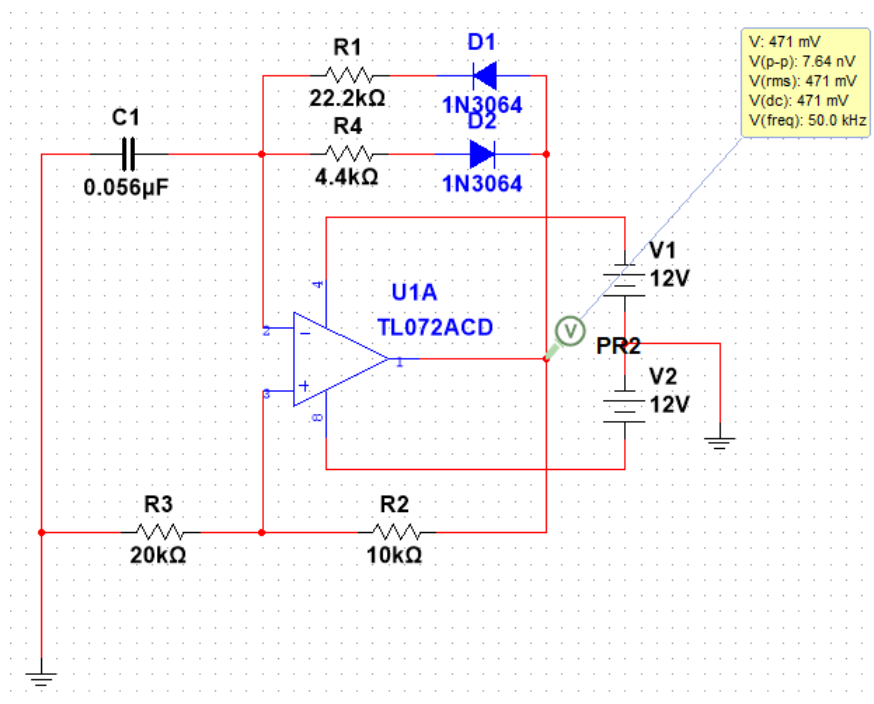 D1
R1
22.2kΩ
1N3064
V: 471 mV
V(p-p): 7.64 nV
V(rms): 471 mV
V(dc): 471 mV
V(freq): 50.0 kHz
C1
0.056µF
R4
4.4kΩ
D2
1N3064
4
U1A
TL072ACD
V1
12V
2
1
V
PR2
3
8
V2
12V
R3
20kΩ
R2
10kΩ